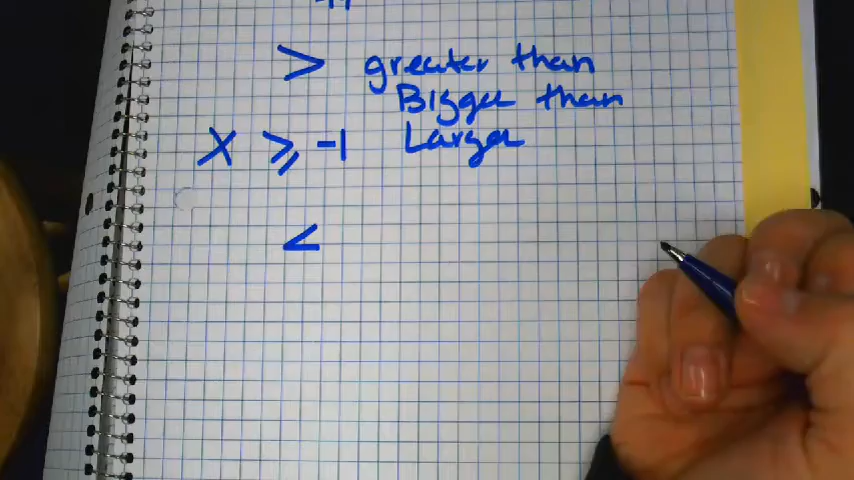 > greater than
Bigger than
X ⩾ -1 Larger
<